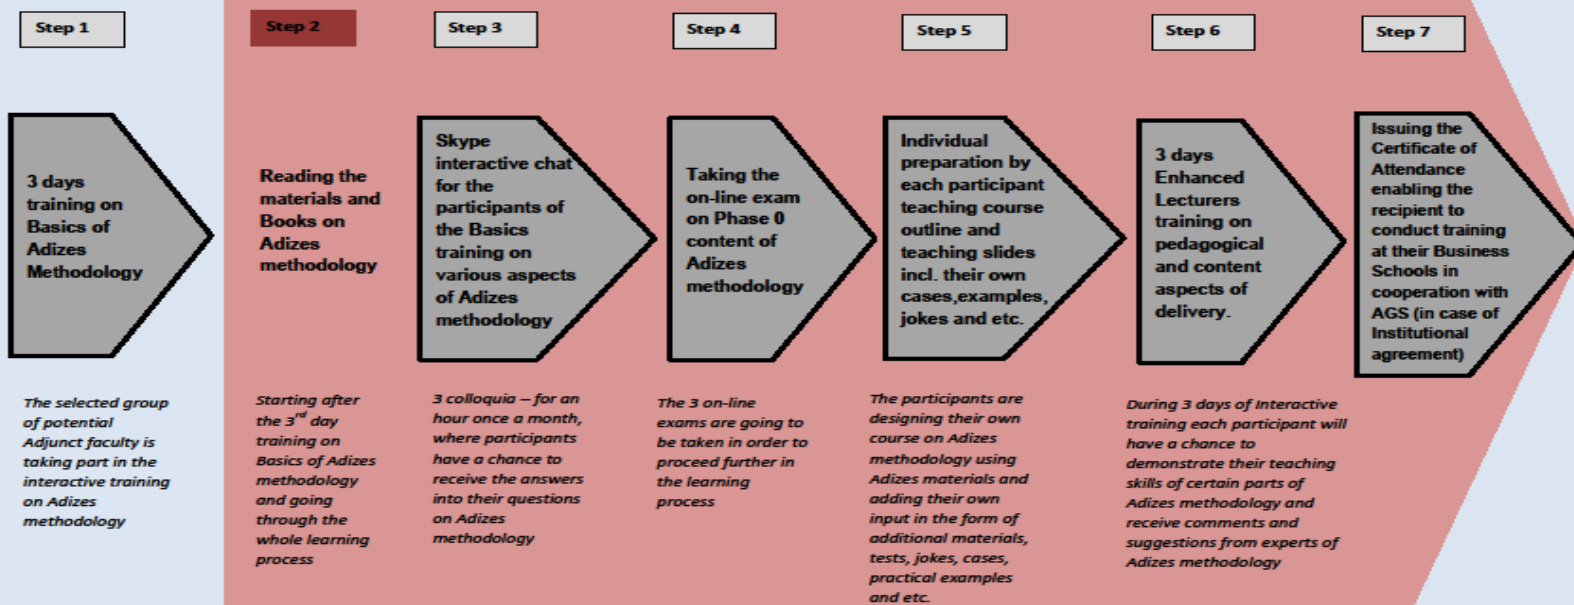 Step 1
3 days
training on
Basics of
Adizes
Methodology
The selected group
of potential
Adjunct faculty is
taking part in the
interactive training
on Adizes
methodology
Step 2
Reading the
materials and
Books on
Adizes
methodology
Starting after
the 3rd day
training on
Basics of Adizes
methodology
and going
through the
whole learning
process
Step 3
Skype
interactive chat
for the
participants of
the Basics
training on
various aspects
of Adizes
methodology
3 colloquia – for an
hour once a month,
where participants
have a chance to
receive the answers
into their questions
on Adizes
methodology
Step 4
Taking the
on-line exam
on Phase 0
content of
Adizes
methodology
The 3 on-line
exams are going to
be taken in order to
proceed further in
the learning
process
Step 5
Individual
preparation by
each participant
teaching course
outline and
teaching slides
incl. their own
cases,examples,
jokes and etc.
The participants are
designing their own
course on Adizes
methodology using
Adizes materials and
adding their own
input in the form of
additional materials,
tests, jokes, cases,
practical examples
and etc.
Step 6
3 days
Enhanced
Lecturers
training on
pedagogical
and content
aspects of
delivery.
During 3 days of Interactive
training each participant will
have a chance to
demonstrate their teaching
skills of certain parts of
Adizes methodology and
receive comments and
suggestions from experts of
Adizes methodology
Step 7
Issuing the
Certificate of
Attendance
enabling the
recipient to
conduct training
at their Business
Schools in
cooperation with
AGS (in case of
Institutional
agreement)